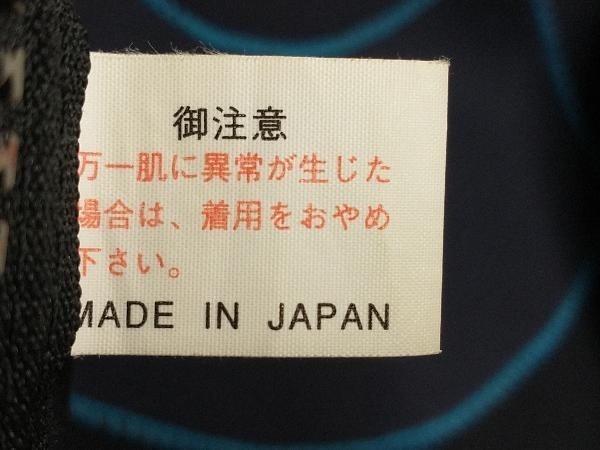 御注意
万一肌に異常が生じた
場合は、着用をおやめ
下さい。
MADE IN JAPAN